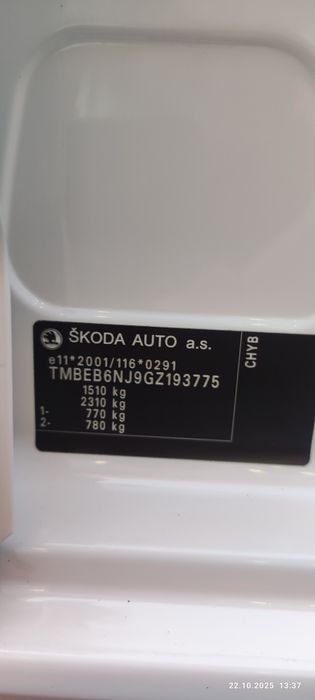 ŠKODA AUTO a.s.
e11*2001/116*0291
TMBEB6NJ9GZ193775
1510 kg
2310 kg
1- 770 kg
2- 780 kg
CHYB
22.10.2025 • 13:37